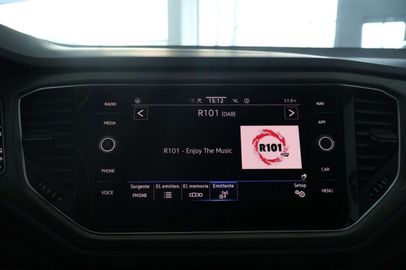 RADIO
MEDIA
PHONE
VOICE
15:12
17.0
R101 (DAB)
R101 - Enjoy The Music
R101
Sorgente
FM/DAB
El. emitten.
El. memoria
Emittente
Setup
NAV
APP
CAR
MENU